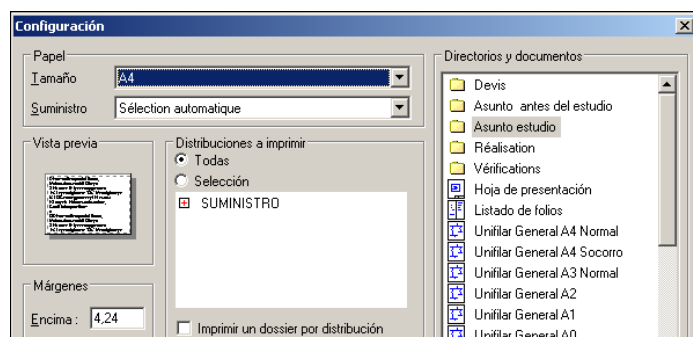 Configuración
Papel
Tamaño A4
Suministro Sélection automatique
Vista previa
Distribuciones a imprimir
Todas
Selección
SUMINISTRO
Márgenes
Encima : 4,24
Imprimir un dossier por distribución
Directorios y documentos
Devis
Asunto antes del estudio
Asunto estudio
Réalisation
Vérifications
Hoja de presentación
Listado de folios
Unifilar General A4 Normal
Unifilar General A4 Socorro
Unifilar General A3 Normal
Unifilar General A2
Unifilar General A1
Unifilar General A0